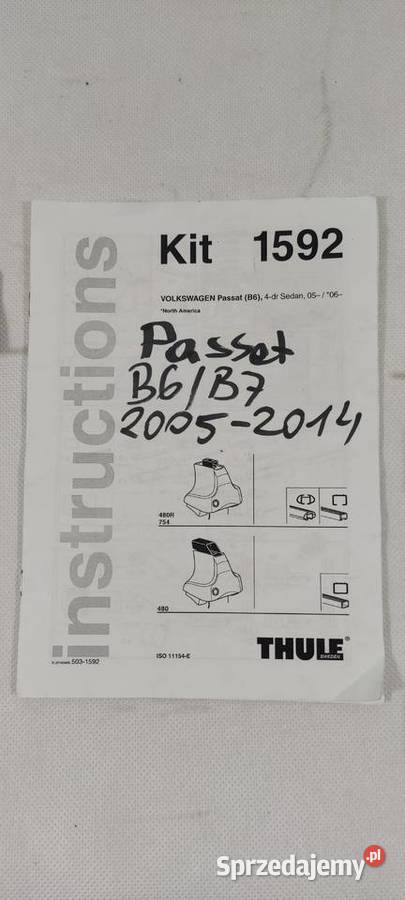 instructions
Kit 1592
VOLKSWAGEN Passat (B6), 4-dr Sedan, 05– / *06–
*North America
Passat
B6/B7
2005-2014
480R
754
480
503-1592
ISO 11154-E
THULE®
SWEDEN
Sprzedajemy.pl